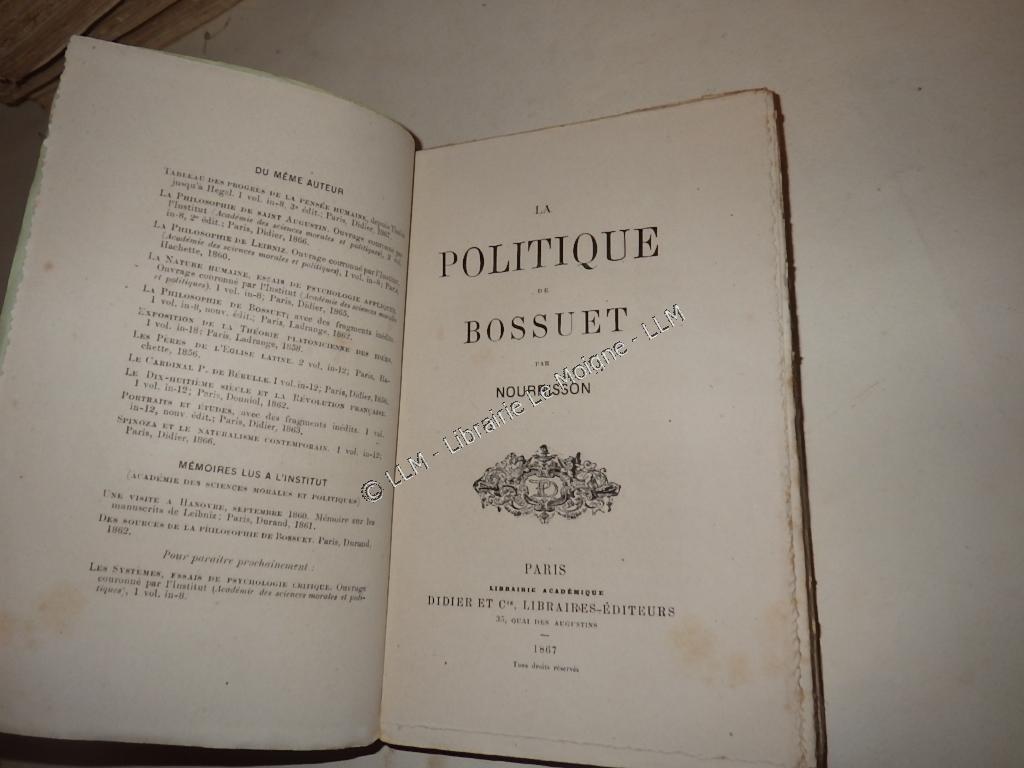 DU MÊME AUTEUR
TABLEAU DES PROGRÈS DE LA PENSÉE HUMAINE, depuis Thalès
jusqu'à Hegel. 1 vol. in-8, 3e édit.; Paris, Didier, 1867.
LA PHILOSOPHIE DE SAINT AUGUSTIN. Ouvrage couronné par
l'Institut (Académie des sciences morales et politiques), 2 vol.
in-8, 2e édit.; Paris, Didier, 1866.
LA PHILOSOPHIE DE LEIBNIZ. Ouvrage couronné par l'Institut
(Académie des sciences morales et politiques), 1 vol. in-8; Paris,
Hachette, 1860.
LA NATURE HUMAINE, ESSAIS DE PSYCHOLOGIE APPLIQUÉE.
Ouvrage couronné par l'Institut (Académie des sciences morales
et politiques). 1 vol. in-8; Paris, Didier, 1865.
LA PHILOSOPHIE DE BOSSUET, avec des fragments inédits.
1 vol. in-8, nouv. édit.; Paris, Ladrange, 1862.
EXPOSITION DE LA THÉORIE PLATONICIENNE DES IDÉES.
1 vol. in-18; Paris, Ladrange, 1858.
LES PÈRES DE L'ÉGLISE LATINE. 2 vol. in-12; Paris, Ha-
chette, 1856.
LE CARDINAL P. DE BÉRULLE. 1 vol. in-12; Paris, Didier, 1856.
LE DIX-HUITIÈME SIÈCLE ET LA RÉVOLUTION FRANÇAISE.
1 vol. in-12; Paris, Douniol, 1862.
PORTRAITS ET ÉTUDES, avec des fragments inédits. 1 vol.
in-12, nouv. édit.; Paris, Didier, 1863.
SPINOZA ET LE NATURALISME CONTEMPORAIN. 1 vol. in-12;
Paris, Didier, 1866.
MÉMOIRES LUS A L'INSTITUT
(ACADÉMIE DES SCIENCES MORALES ET POLITIQUES)
UNE VISITE A HANOVRE, SEPTEMBRE 1860. Mémoire sur les
manuscrits de Leibniz; Paris, Durand, 1861.
DES SOURCES DE LA PHILOSOPHIE DE BOSSUET. Paris, Durand,
1862.
Pour paraître prochainement :
LES SYSTÈMES, ESSAIS DE PSYCHOLOGIE CRITIQUE. Ouvrage
couronné par l'Institut (Académie des sciences morales et poli-
tiques), 1 vol. in-8.
LA
POLITIQUE
DE
BOSSUET
PAR
NOURRISSON
PARIS
LIBRAIRIE ACADÉMIQUE
DIDIER ET Cie, LIBRAIRES-ÉDITEURS
35, QUAI DES AUGUSTINS
1867
Tous droits réservés
© LLM - Librairie Le Moigne - LLM